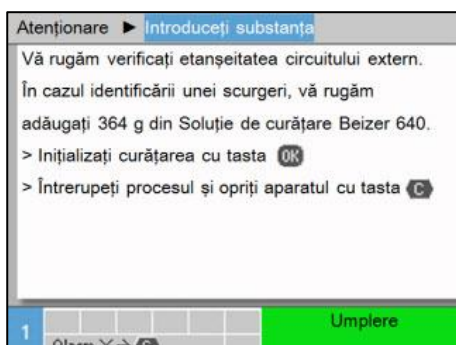 Atenționare ► Introduceți substanța
Vă rugăm verificați etanșeitatea circuitului extern.
În cazul identificării unei scurgeri, vă rugăm
adăugați 364 g din Soluție de curățare Beizer 640.
> Inițializați curățarea cu tasta OK
> Întrerupeți procesul și opriți aparatul cu tasta C
Umplere
1